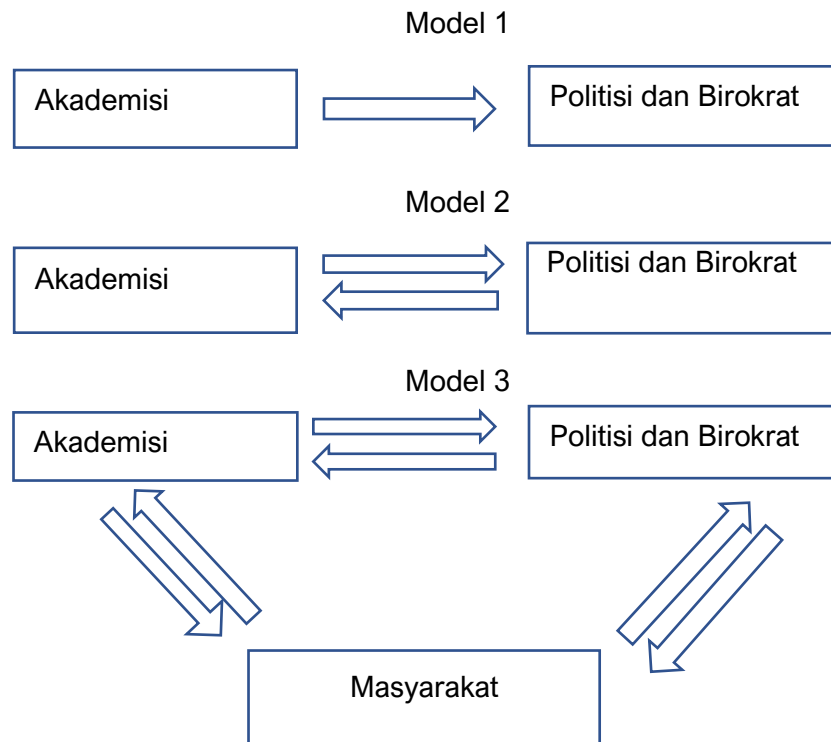 Model 1
Akademisi
Politisi dan Birokrat
Model 2
Akademisi
Politisi dan Birokrat
Model 3
Akademisi
Politisi dan Birokrat
Masyarakat